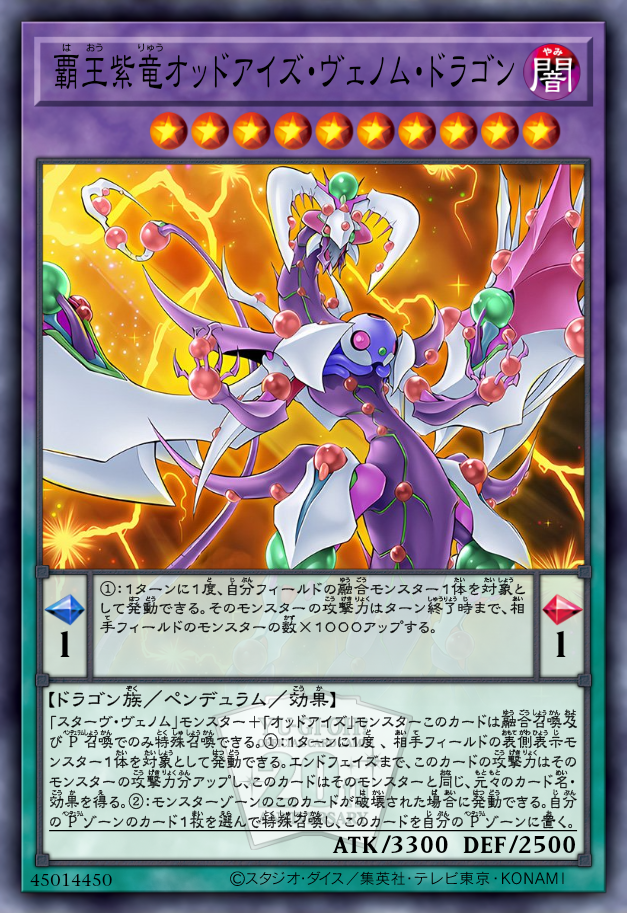 覇王紫竜オッドアイズ・ヴェノム・ドラゴン 闇
①：1ターンに1度、自分フィールドの融合モンスター1体を対象と
して発動できる。そのモンスターの攻撃力はターン終了時まで、相
手フィールドのモンスターの数×1000アップする。
1 1
【ドラゴン族／ペンデュラム／効果】
「スターヴ・ヴェノム」モンスター＋「オッドアイズ」モンスターこのカードは融合召喚及
びP召喚でのみ特殊召喚できる。①：1ターンに1度 、相手フィールドの表側表示モ
ンスター1体を対象として発動できる。エンドフェイズまで、このカードの攻撃力はその
モンスターの攻撃力分アップし、このカードはそのモンスターと同じ、元々のカード名・
効果を得る。②：モンスターゾーンのこのカードが破壊された場合に発動できる。自分
のPゾーンのカード1枚を選んで特殊召喚し、このカードを自分のPゾーンに置く。
ATK/3300 DEF/2500
45014450 ©スタジオ・ダイス／集英社・テレビ東京・KONAMI